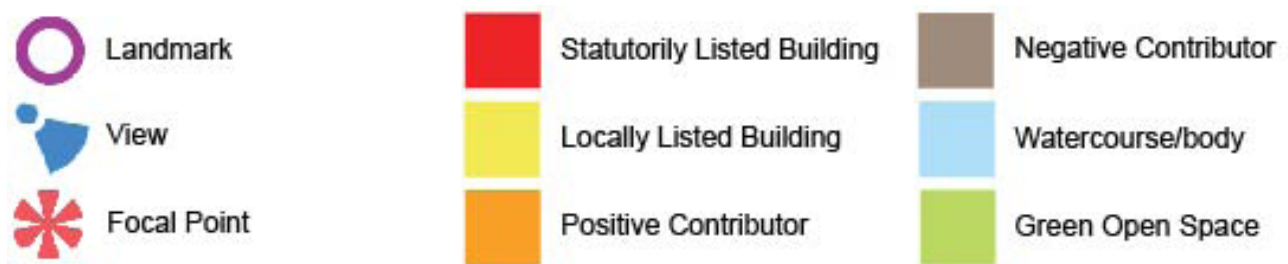 Landmark
View
Focal Point
Statutorily Listed Building
Locally Listed Building
Positive Contributor
Negative Contributor
Watercourse/body
Green Open Space